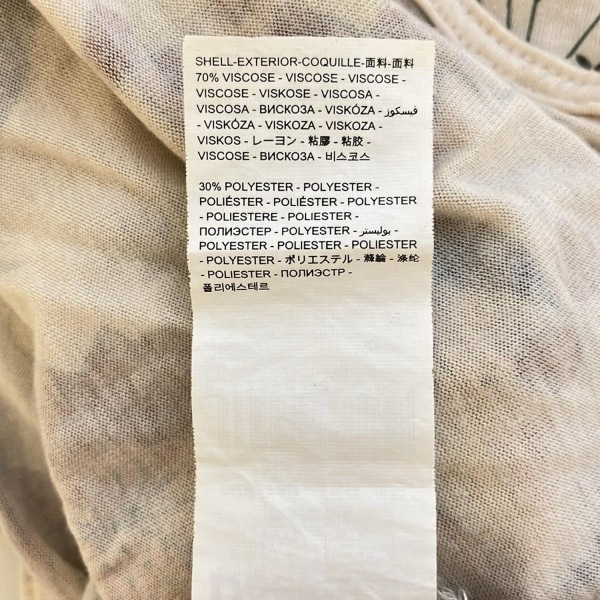 SHELL-EXTERIOR-COQUILLE-面料-面料
70% VISCOSE - VISCOSE - VISCOSE -
VISCOSE - VISKOSE - VISCOSA -
VISCOSA - ВИСКОЗА - VISKÓZA - ڤیسکوز
- VISKÓZA - VISKOZA - VISKOZA -
VISKOS - レーヨン - 粘膠 - 粘胶 -
VISCOSE - ВИСКОЗА - 비스코스
30% POLYESTER - POLYESTER -
POLIÉSTER - POLIÉSTER - POLYESTER
- POLIESTERE - POLIESTER -
ПОЛИЭСТЕР - POLYESTER - بوليستر -
POLYESTER - POLIESTER - POLIESTER
- POLYESTER - ポリエステル - 滌綸 - 涤纶
- POLIESTER - ПОЛИЭСТР -
폴리에스테르